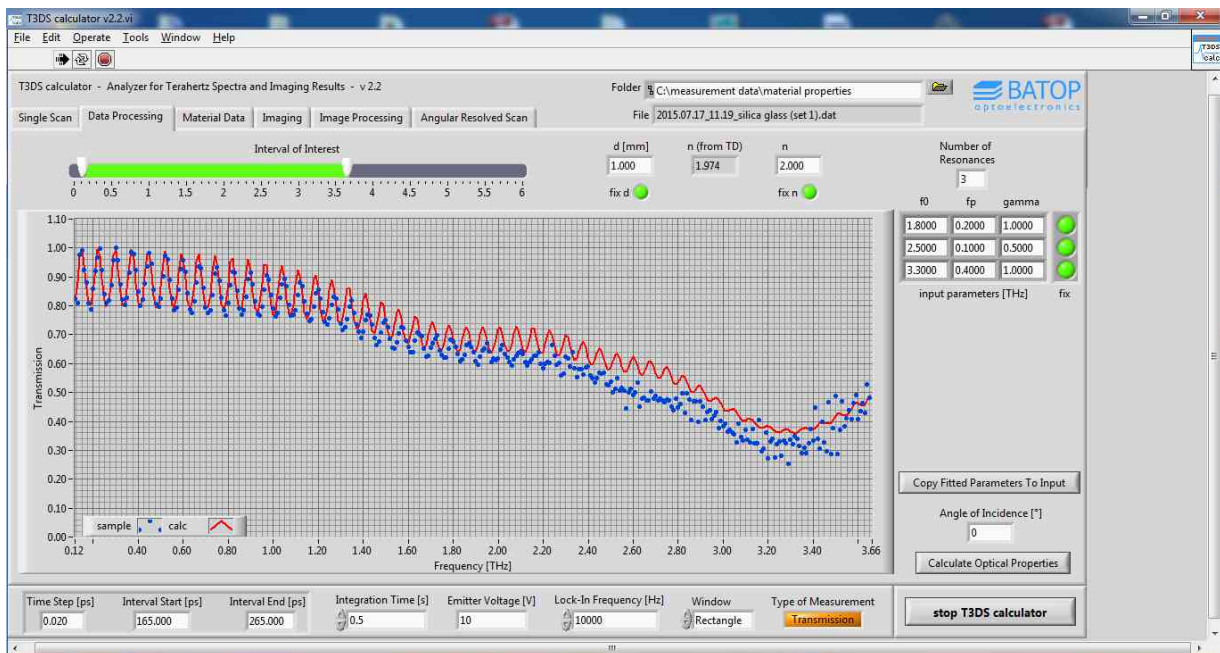 T3DS calculator v2.2.vi
File Edit Operate Tools Window Help
T3DS
calc
T3DS calculator - Analyzer for Terahertz Spectra and Imaging Results - v 2.2
Folder C:\measurement data\material properties
BATOP
optoelectronics
Single Scan Data Processing Material Data Imaging Image Processing Angular Resolved Scan
File 2015.07.17_11.19_silica glass (set 1).dat
Interval of Interest
0 0.5 1 1.5 2 2.5 3 3.5 4 4.5 5 5.5 6
d [mm] n (from TD) n
1.000 1.974 2.000
fix d fix n
Number of
Resonances
3
f0 fp gamma
1.8000 0.2000 1.0000
2.5000 0.1000 0.5000
3.3000 0.4000 1.0000
input parameters [THz] fix
1.10
1.00
0.90
0.80
0.70
0.60
0.50
0.40
0.30
0.20
0.10
0.00
Transmission
sample calc
0.12 0.40 0.60 0.80 1.00 1.20 1.40 1.60 1.80 2.00 2.20 2.40 2.60 2.80 3.00 3.20 3.40 3.66
Frequency [THz]
Copy Fitted Parameters To Input
Angle of Incidence [°]
0
Calculate Optical Properties
Time Step [ps] Interval Start [ps] Interval End [ps] Integration Time [s] Emitter Voltage [V] Lock-In Frequency [Hz] Window Type of Measurement
0.020 165.000 265.000 0.5 10 10000 Rectangle Transmission
stop T3DS calculator